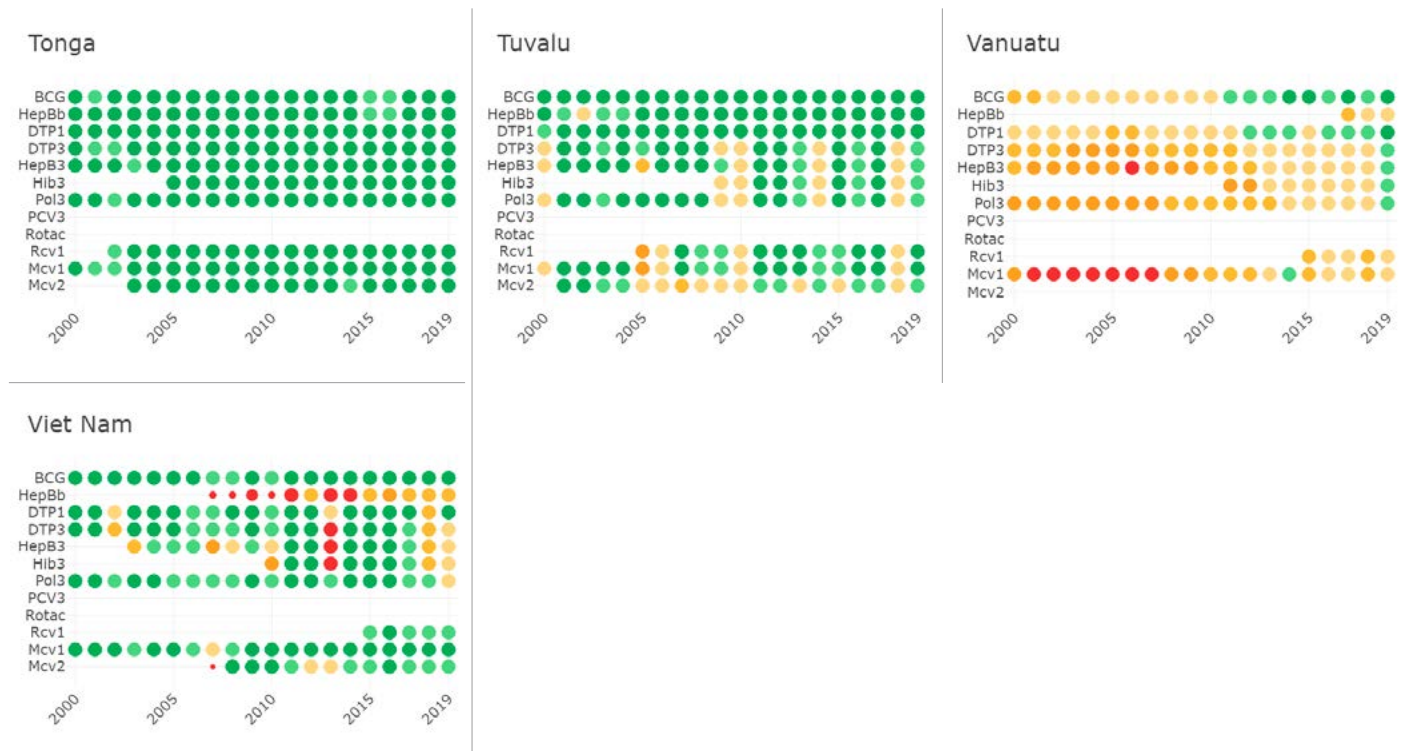 Tonga
BCG
HepBb
DTP1
DTP3
HepB3
Hib3
Pol3
PCV3
Rotac
Rcv1
Mcv1
Mcv2
2000 2005 2010 2015 2019
Tuvalu
BCG
HepBb
DTP1
DTP3
HepB3
Hib3
Pol3
PCV3
Rotac
Rcv1
Mcv1
Mcv2
2000 2005 2010 2015 2019
Vanuatu
BCG
HepBb
DTP1
DTP3
HepB3
Hib3
Pol3
PCV3
Rotac
Rcv1
Mcv1
Mcv2
2000 2005 2010 2015 2019
Viet Nam
BCG
HepBb
DTP1
DTP3
HepB3
Hib3
Pol3
PCV3
Rotac
Rcv1
Mcv1
Mcv2
2000 2005 2010 2015 2019